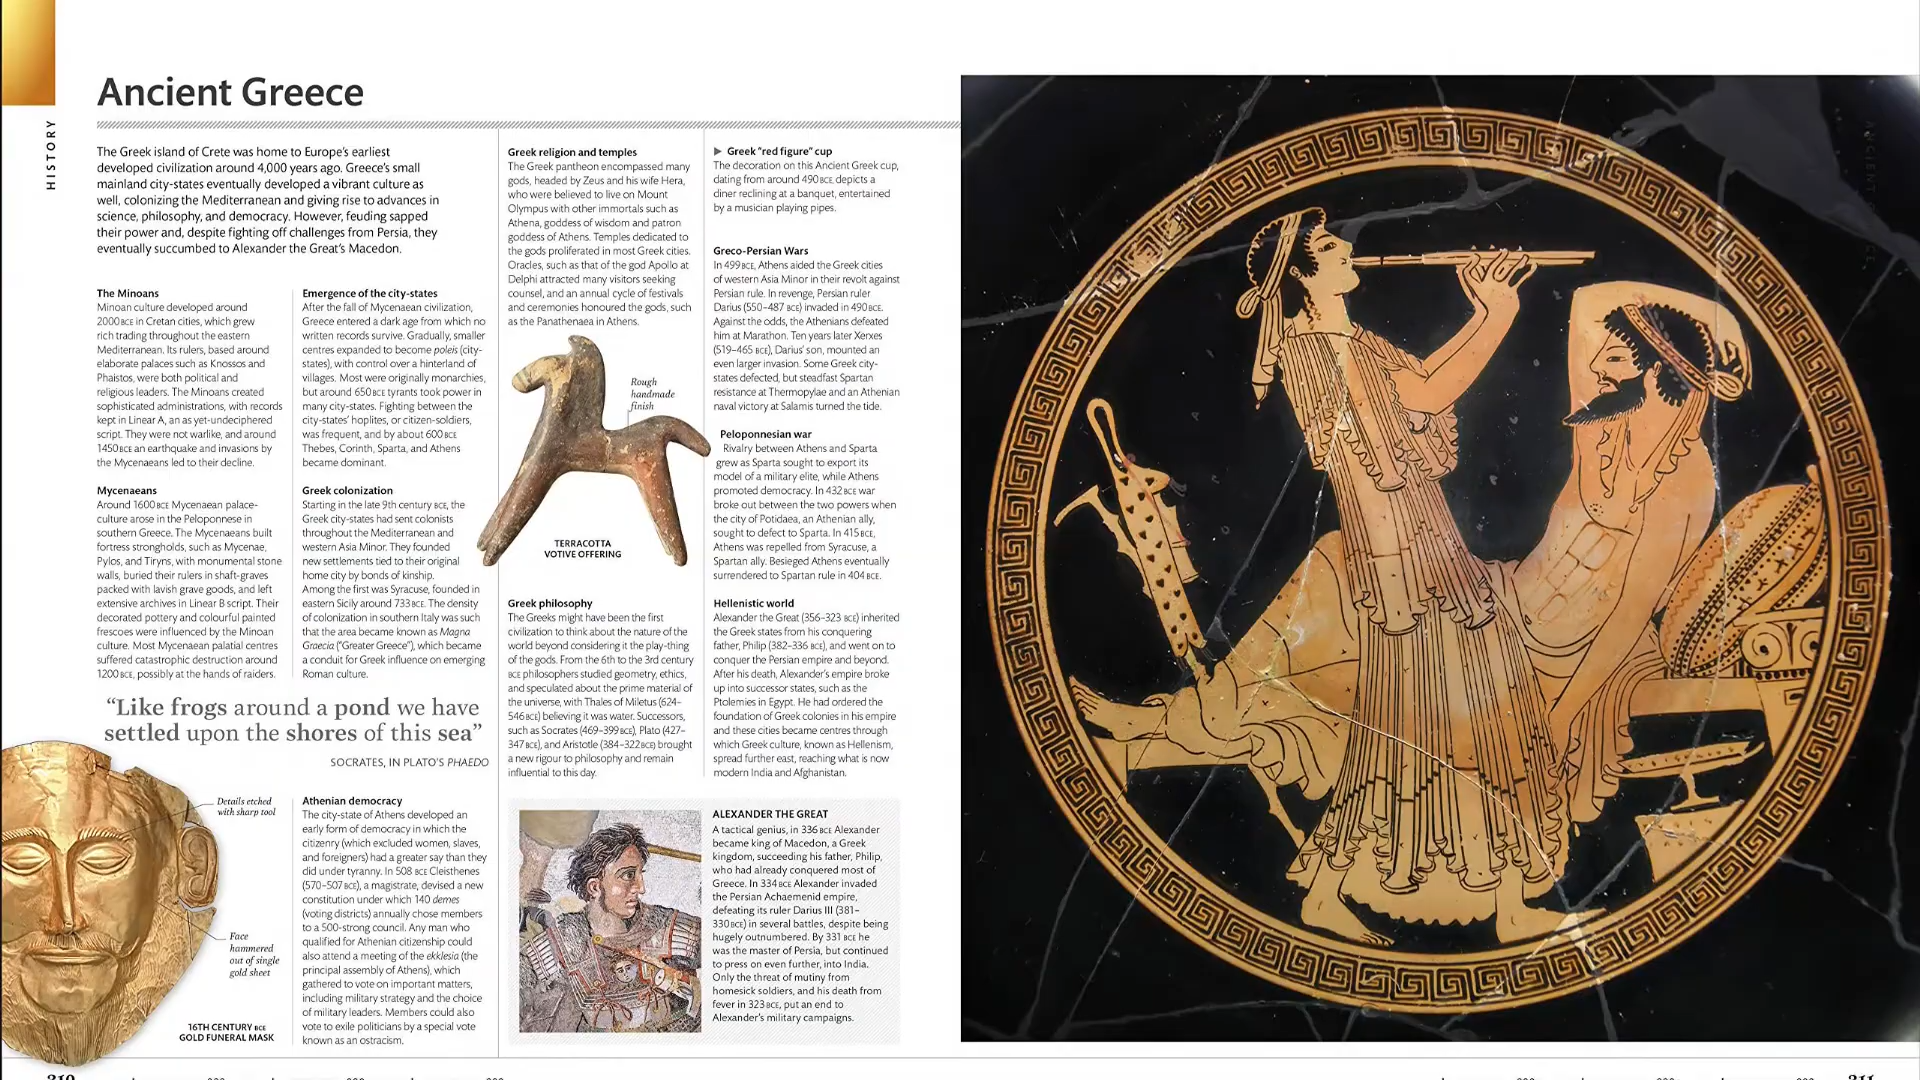 Ancient Greece
HISTORY
The Greek island of Crete was home to Europe's earliest
developed civilization around 4,000 years ago. Greece's small
mainland city-states eventually developed a vibrant culture as
well, colonizing the Mediterranean and giving rise to advances in
science, philosophy, and democracy. However, feuding sapped
their power and, despite fighting off challenges from Persia, they
eventually succumbed to Alexander the Great's Macedon.
The Minoans
Minoan culture developed around
2000 BCE in Cretan cities, which grew
rich trading throughout the eastern
Mediterranean. Its rulers, based around
elaborate palaces such as Knossos and
Phaistos, were both political and
religious leaders. The Minoans created
sophisticated administrations, with records
kept in Linear A, an as yet-undeciphered
script. They were not warlike, and around
1450 BCE an earthquake and invasions by
the Mycenaeans led to their decline.
Mycenaeans
Around 1600 BCE Mycenaean palace-
culture arose in the Peloponnese in
southern Greece. The Mycenaeans built
fortress strongholds, such as Mycenae,
Pylos, and Tiryns, with monumental stone
walls, buried their rulers in shaft-graves
packed with lavish grave goods, and left
extensive archives in Linear B script. Their
decorated pottery and colourful painted
frescoes were influenced by the Minoan
culture. Most Mycenaean palatial centres
suffered catastrophic destruction around
1200 BCE, possibly at the hands of raiders.
Emergence of the city-states
After the fall of Mycenaean civilization,
Greece entered a dark age from which no
written records survive. Gradually, smaller
centres expanded to become poleis (city-
states), with control over a hinterland of
villages. Most were originally monarchies,
but around 650 BCE tyrants took power in
many city-states. Fighting between the
city-states' hoplites, or citizen-soldiers,
was frequent, and by about 600 BCE
Thebes, Corinth, Sparta, and Athens
became dominant.
Greek colonization
Starting in the late 9th century BCE, the
Greek city-states had sent colonists
throughout the Mediterranean and
western Asia Minor. They founded
new settlements tied to their original
home city by bonds of kinship.
Among the first was Syracuse, founded in
eastern Sicily around 733 BCE. The density
of colonization in southern Italy was such
that the area became known as Magna
Graecia ("Greater Greece"), which became
a conduit for Greek influence on emerging
Roman culture.
"Like frogs around a pond we have
settled upon the shores of this sea"
SOCRATES, IN PLATO'S PHAEDO
Details etched
with sharp tool
Face
hammered
out of single
gold sheet
16TH CENTURY BCE
GOLD FUNERAL MASK
Athenian democracy
The city-state of Athens developed an
early form of democracy in which the
citizenry (which excluded women, slaves,
and foreigners) had a greater say than they
did under tyranny. In 508 BCE Cleisthenes
(570–507 BCE), a magistrate, devised a new
constitution under which 140 demes
(voting districts) annually chose members
to a 500-strong council. Any man who
qualified for Athenian citizenship could
also attend a meeting of the ekklesia (the
principal assembly of Athens), which
gathered to vote on important matters,
including military strategy and the choice
of military leaders. Members could also
vote to exile politicians by a special vote
known as an ostracism.
Greek religion and temples
The Greek pantheon encompassed many
gods, headed by Zeus and his wife Hera,
who were believed to live on Mount
Olympus with other immortals such as
Athena, goddess of wisdom and patron
goddess of Athens. Temples dedicated to
the gods proliferated in most Greek cities.
Oracles, such as that of the god Apollo at
Delphi attracted many visitors seeking
counsel, and an annual cycle of festivals
and ceremonies honoured the gods, such
as the Panathenaea in Athens.
Rough
handmade
finish
TERRACOTTA
VOTIVE OFFERING
Greek philosophy
The Greeks might have been the first
civilization to think about the nature of the
world beyond considering it the play-thing
of the gods. From the 6th to the 3rd century
BCE philosophers studied geometry, ethics,
and speculated about the prime material of
the universe, with Thales of Miletus (624–
546 BCE) believing it was water. Successors,
such as Socrates (469–399 BCE), Plato (427–
347 BCE), and Aristotle (384–322 BCE) brought
a new rigour to philosophy and remain
influential to this day.
▶ Greek "red figure" cup
The decoration on this Ancient Greek cup,
dating from around 490 BCE, depicts a
diner reclining at a banquet, entertained
by a musician playing pipes.
Greco-Persian Wars
In 499 BCE, Athens aided the Greek cities
of western Asia Minor in their revolt against
Persian rule. In revenge, Persian ruler
Darius (550–487 BCE) invaded in 490 BCE.
Against the odds, the Athenians defeated
him at Marathon. Ten years later Xerxes
(519–465 BCE), Darius' son, mounted an
even larger invasion. Some Greek city-
states defected, but steadfast Spartan
resistance at Thermopylae and an Athenian
naval victory at Salamis turned the tide.
Peloponnesian war
Rivalry between Athens and Sparta
grew as Sparta sought to export its
model of a military elite, while Athens
promoted democracy. In 432 BCE war
broke out between the two powers when
the city of Potidaea, an Athenian ally,
sought to defect to Sparta. In 415 BCE,
Athens was repelled from Syracuse, a
Spartan ally. Besieged Athens eventually
surrendered to Spartan rule in 404 BCE.
Hellenistic world
Alexander the Great (356–323 BCE) inherited
the Greek states from his conquering
father, Philip (382–336 BCE), and went on to
conquer the Persian empire and beyond.
After his death, Alexander's empire broke
up into successor states, such as the
Ptolemies in Egypt. He had ordered the
foundation of Greek colonies in his empire
and these cities became centres through
which Greek culture, known as Hellenism,
spread further east, reaching what is now
modern India and Afghanistan.
ALEXANDER THE GREAT
A tactical genius, in 336 BCE Alexander
became king of Macedon, a Greek
kingdom, succeeding his father, Philip,
who had already conquered most of
Greece. In 334 BCE Alexander invaded
the Persian Achaemenid empire,
defeating its ruler Darius III (381–
330 BCE) in several battles, despite being
hugely outnumbered. By 331 BCE he
was the master of Persia, but continued
to press on even further, into India.
Only the threat of mutiny from
homesick soldiers, and his death from
fever in 323 BCE, put an end to
Alexander's military campaigns.
310
311